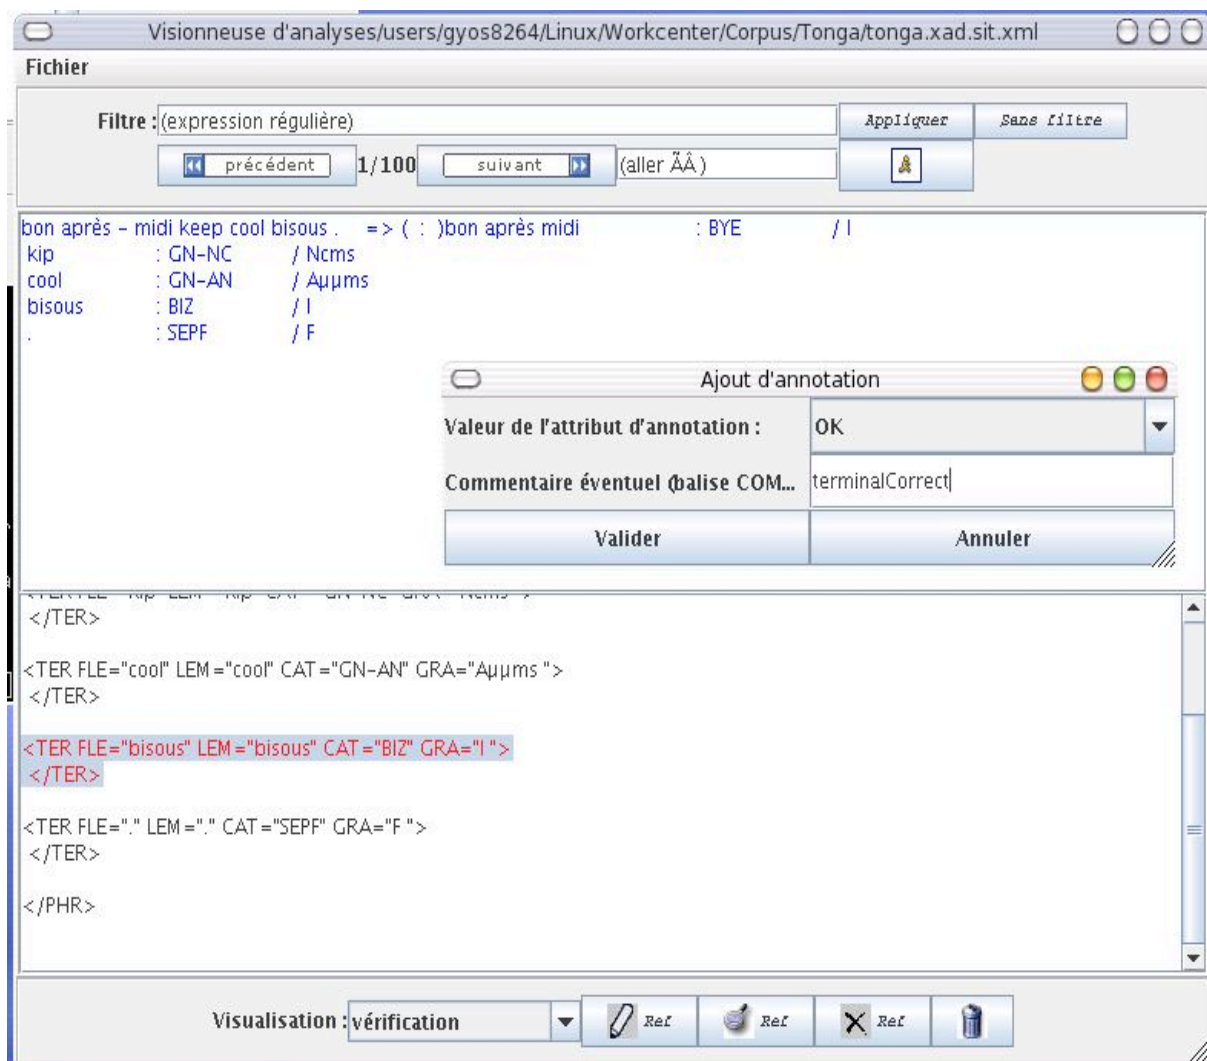 Visionneuse d'analyses/users/gyos8264/Linux/Workcenter/Corpus/Tonga/tonga.xad.sit.xml
Fichier
Filtre : (expression régulière) Appliquer Sans filtre
précédent 1/100 suivant (aller ÃÂ )
bon après - midi keep cool bisous . => ( : )bon après midi : BYE / I
kip : GN-NC / Ncms
cool : GN-AN / Aµµms
bisous : BIZ / I
. : SEPF / F
Ajout d'annotation
Valeur de l'attribut d'annotation : OK
Commentaire éventuel (balise COM... terminalCorrect
Valider Annuler
</TER>
<TER FLE="cool" LEM="cool" CAT="GN-AN" GRA="Aµµms ">
</TER>
<TER FLE="bisous" LEM="bisous" CAT="BIZ" GRA="I ">
</TER>
<TER FLE="." LEM="." CAT="SEPF" GRA="F ">
</TER>
</PHR>
Visualisation : vérification Ref Ref Ref